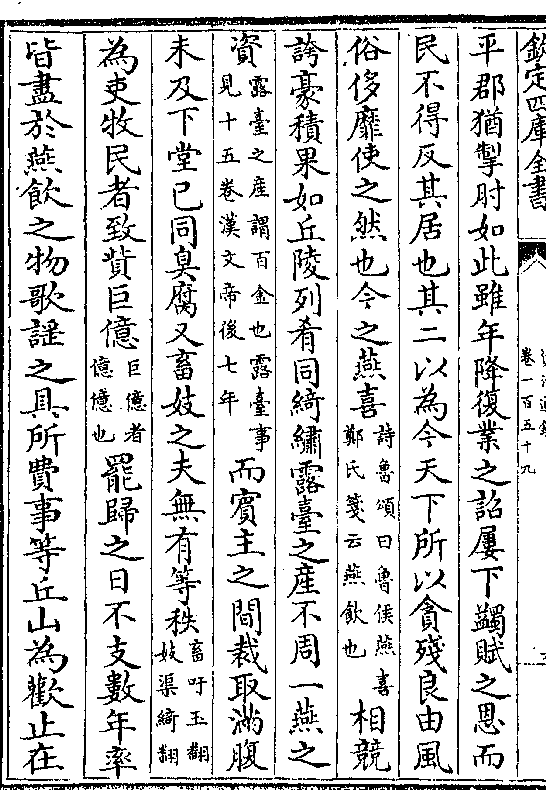 欽定四庫全書
卷一百五十九
平郡猶掣肘如此雖年降復業之詔屢下蠲賦之恩而
民不得反其居也其二以為今天下所以貪殘良由風
俗侈靡使之然也今之燕喜
詩魯頌曰魯侯燕喜
鄭氏箋云燕飲也
相競
誇豪積果如丘陵列肴同綺繡露臺之產不周一燕之
資
露臺之產謂百金也露臺事
見十五卷漢文帝後七年
而賓主之間裁取滿腹
未及下堂已同臭腐又畜妓之夫無有等秩
畜吁玉翻
妓渠綺翻
為吏牧民者致貲巨億
巨億者
億億也
罷歸之日不支數年率
皆盡於燕飲之物歌謡之具所費事等丘山為歡止在